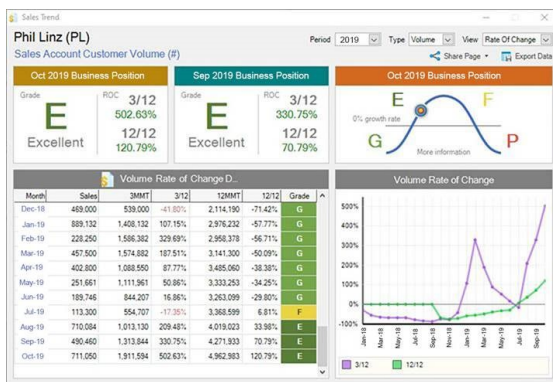 Sales Trend
Phil Linz (PL)
Period 2019 Type Volume View Rate Of Change
Sales Account Customer Volume (#)
Share Page Export Data
Oct 2019 Business Position
Grade ROC 3/12
E 502.63%
12/12
Excellent 120.79%
Sep 2019 Business Position
Grade ROC 3/12
E 330.75%
12/12
Excellent 70.79%
Oct 2019 Business Position
E F
0% growth rate
G P
More information
Volume Rate of Change D...
Month Sales 3MMT 3/12 12MMT 12/12 Grade
Dec-18 469,000 539,000 -41.80% 2,114,190 -71.42% G
Jan-19 889,132 1,408,132 107.15% 2,976,232 -57.77% G
Feb-19 228,250 1,586,382 329.69% 2,958,378 -56.71% G
Mar-19 457,500 1,574,882 187.51% 3,141,300 -50.09% G
Apr-19 402,800 1,088,550 87.77% 3,485,060 -38.38% G
May-19 251,661 1,111,961 50.86% 3,333,253 -34.25% G
Jun-19 189,746 844,207 16.86% 3,263,099 -29.80% G
Jul-19 113,300 554,707 -17.35% 3,368,599 6.81% F
Aug-19 710,084 1,013,130 209.48% 4,019,023 33.98% E
Sep-19 490,460 1,313,844 330.75% 4,271,933 70.79% E
Oct-19 711,050 1,911,594 502.63% 4,962,983 120.79% E
Volume Rate of Change
500%
400%
300%
200%
100%
0%
-100%
Jan-18 Mar-18 May-18 Jul-18 Sep-18 Nov-18 Jan-19 Mar-19 May-19 Jul-19 Sep-19
3/12 12/12